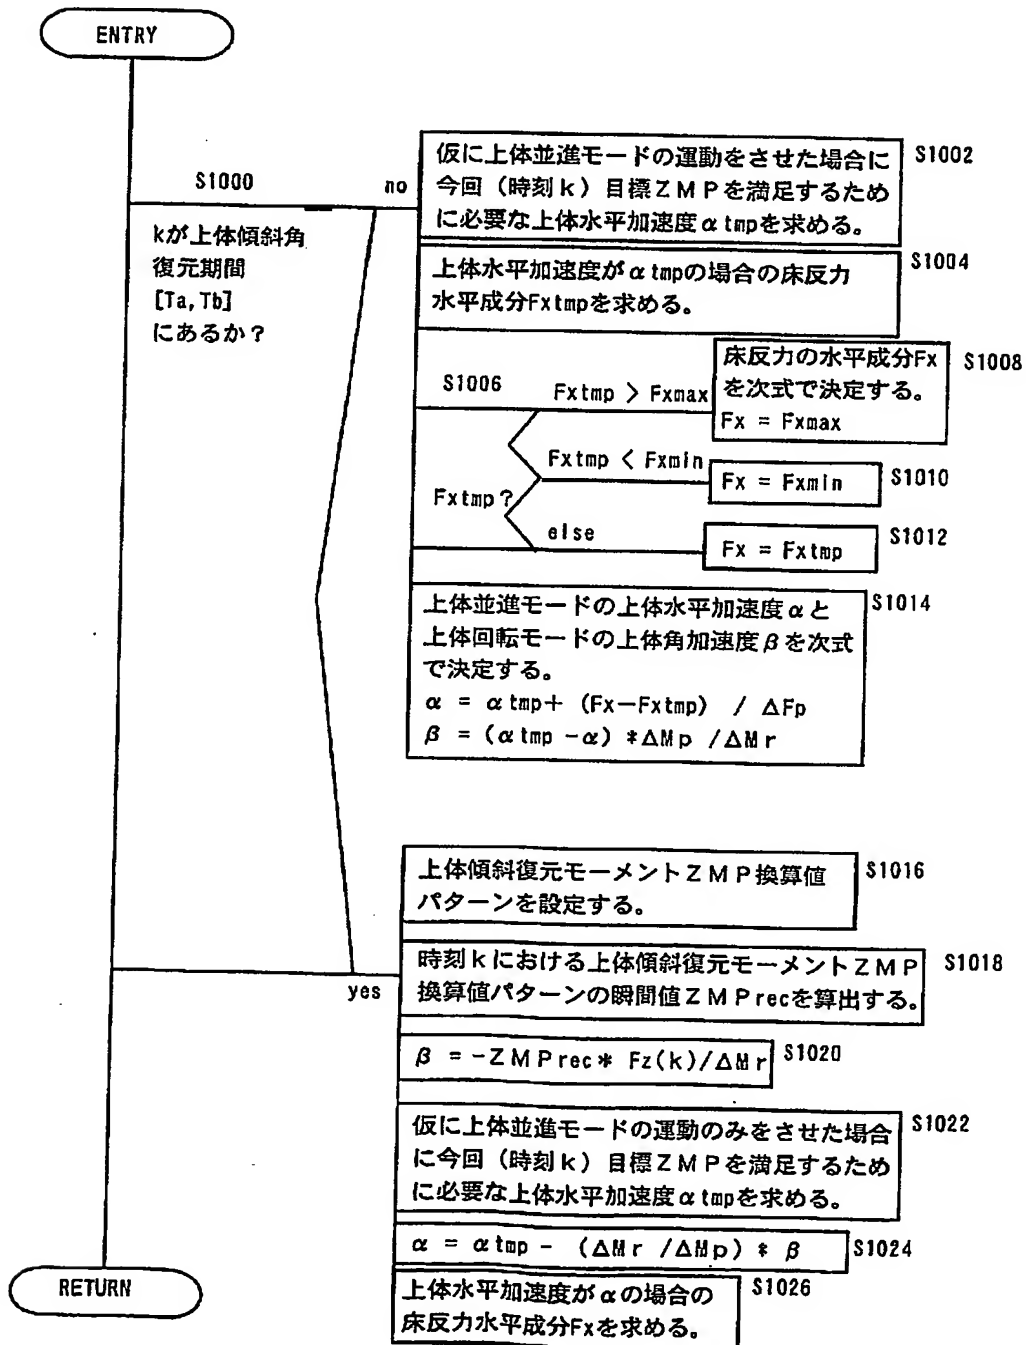 ENTRY
S1000
no
kが上体傾斜角
復元期間
[Ta,Tb]
にあるか？
仮に上体並進モードの運動をさせた場合に
今回（時刻k）目標ZMPを満足するため
に必要な上体水平加速度αtmpを求める。
S1002
上体水平加速度がαtmpの場合の床反力
水平成分Fxtmpを求める。
S1004
S1006
Fxtmp?
Fxtmp > Fxmax
床反力の水平成分Fx
を次式で決定する。
Fx = Fxmax
S1008
Fxtmp < Fxmin
Fx = Fxmin
S1010
else
Fx = Fxtmp
S1012
上体並進モードの上体水平加速度αと
上体回転モードの上体角加速度βを次式
で決定する。
α = αtmp+ (Fx-Fxtmp) / ΔFp
β = (αtmp -α) *ΔMp /ΔMr
S1014
yes
上体傾斜復元モーメントZMP換算値
パターンを設定する。
S1016
時刻kにおける上体傾斜復元モーメントZMP
換算値パターンの瞬間値ZMPrecを算出する。
S1018
β = -ZMPrec* Fz(k)/ΔMr
S1020
仮に上体並進モードの運動のみをさせた場合
に今回（時刻k）目標ZMPを満足するため
に必要な上体水平加速度αtmpを求める。
S1022
α = αtmp - (ΔMr /ΔMp) * β
S1024
上体水平加速度がαの場合の
床反力水平成分Fxを求める。
S1026
RETURN